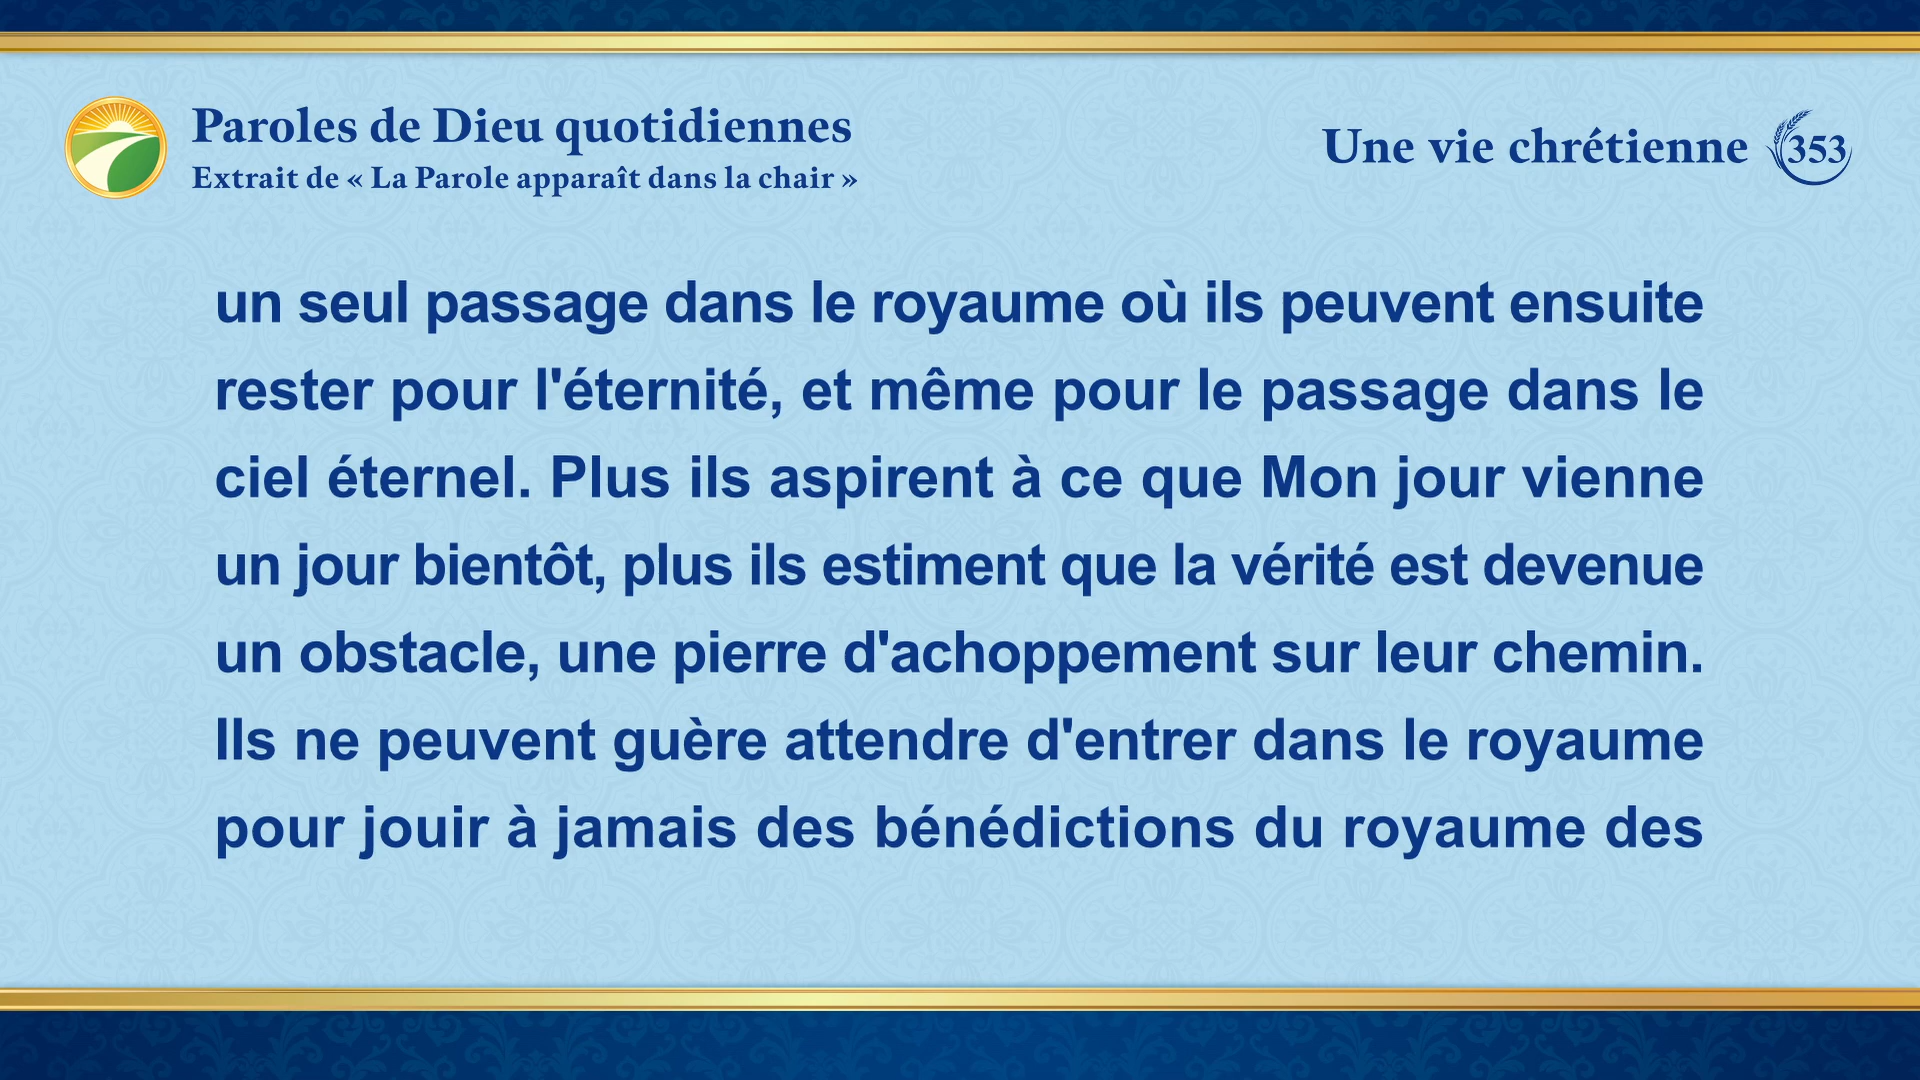 Paroles de Dieu quotidiennes
Extrait de « La Parole apparaît dans la chair »
Une vie chrétienne 353
un seul passage dans le royaume où ils peuvent ensuite
rester pour l'éternité, et même pour le passage dans le
ciel éternel. Plus ils aspirent à ce que Mon jour vienne
un jour bientôt, plus ils estiment que la vérité est devenue
un obstacle, une pierre d'achoppement sur leur chemin.
Ils ne peuvent guère attendre d'entrer dans le royaume
pour jouir à jamais des bénédictions du royaume des